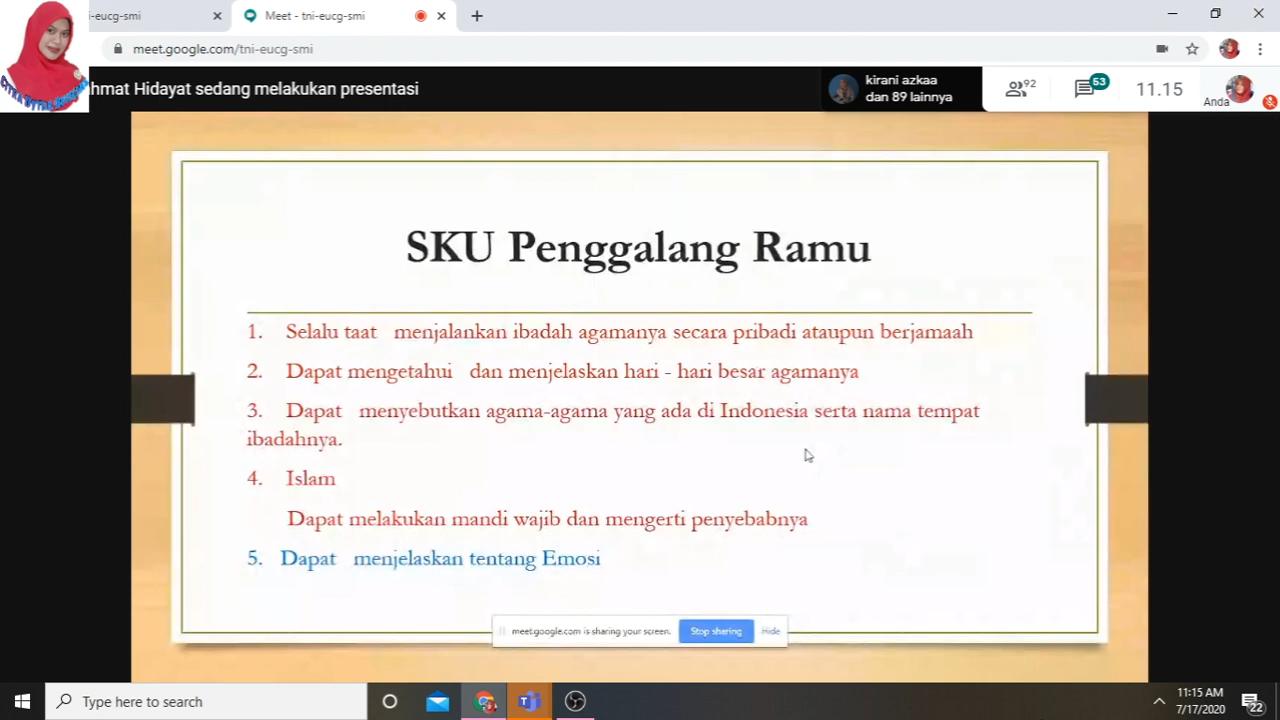 -eucg-smi
Meet - tni-eucg-smi
meet.google.com/tni-eucg-smi
hmat Hidayat sedang melakukan presentasi
kirani azkaa
dan 89 lainnya
92
53
11.15
Anda
SKU Penggalang Ramu
1. Selalu taat menjalankan ibadah agamanya secara pribadi ataupun berjamaah
2. Dapat mengetahui dan menjelaskan hari - hari besar agamanya
3. Dapat menyebutkan agama-agama yang ada di Indonesia serta nama tempat
ibadahnya.
4. Islam
Dapat melakukan mandi wajib dan mengerti penyebabnya
5. Dapat menjelaskan tentang Emosi
meet.google.com is sharing your screen. Stop sharing Hide
Type here to search
11:15 AM
7/17/2020
22